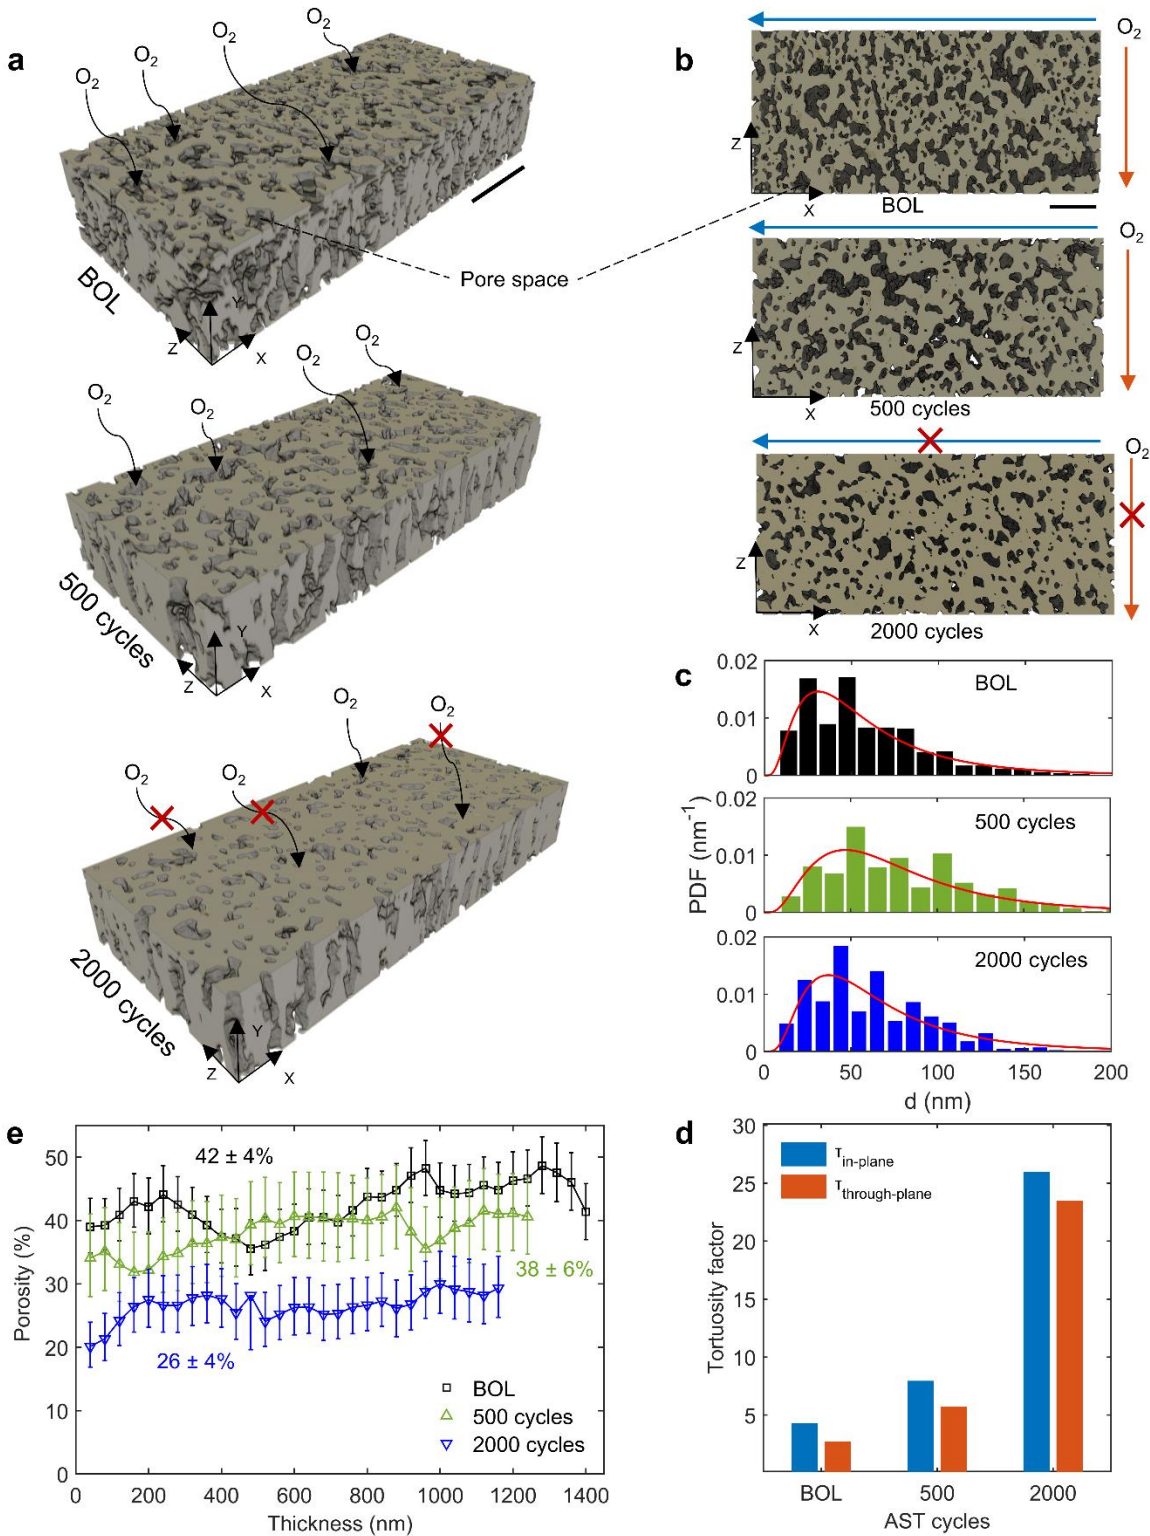 a
O2
O2
O2
O2
BOL
Y
Z
X
Pore space
O2
O2
O2
O2
500 cycles
Y
Z
X
O2
O2
O2
O2
2000 cycles
Y
Z
X
b
O2
Z
X
BOL
O2
Z
X
500 cycles
O2
Z
X
2000 cycles
c
0.02
0.01
0
BOL
0.02
0.01
0
500 cycles
0.02
0.01
0
2000 cycles
PDF (nm-1)
0 50 100 150 200
d (nm)
e
50
40
30
20
10
0
Porosity (%)
42 ± 4%
38 ± 6%
26 ± 4%
BOL
500 cycles
2000 cycles
0 200 400 600 800 1000 1200 1400
Thickness (nm)
d
30
25
20
15
10
5
Tortuosity factor
τin-plane
τthrough-plane
BOL 500 2000
AST cycles